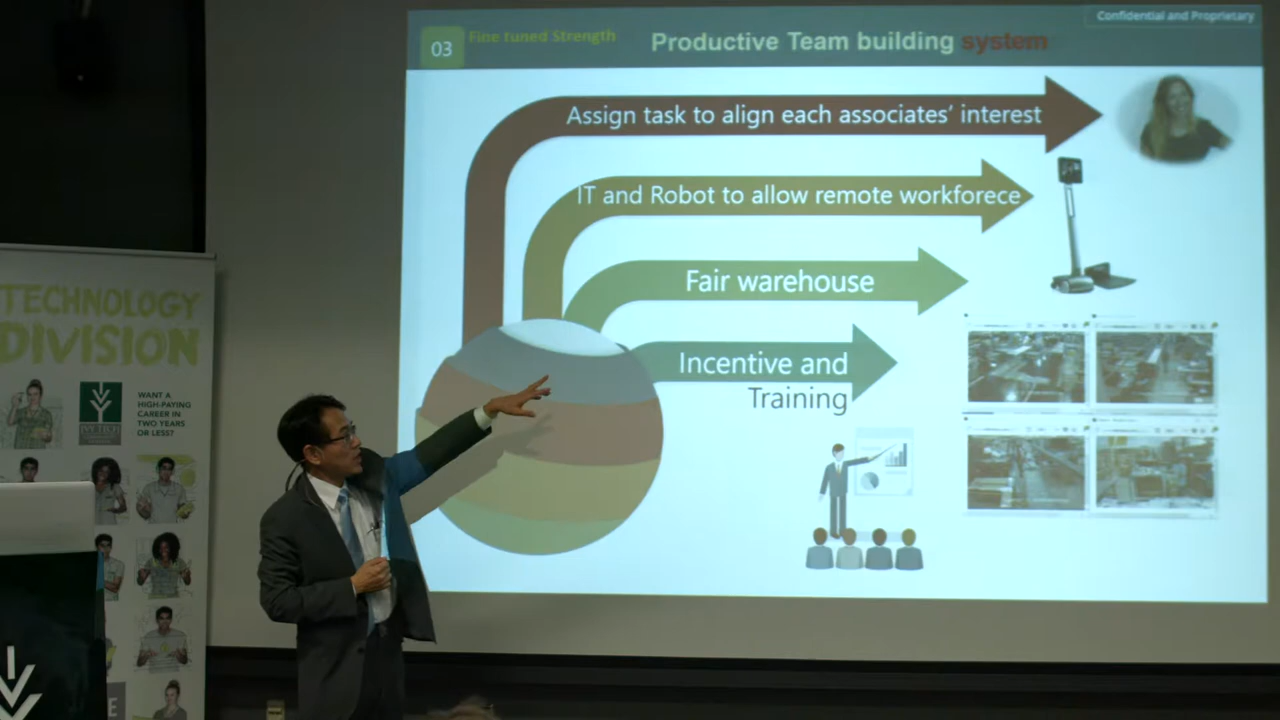 Confidential and Proprietary
03
Fine tuned Strength
Productive Team building system
Assign task to align each associates' interest
IT and Robot to allow remote workforece
Fair warehouse
Incentive and
Training
TECHNOLOGY
DIVISION
WANT A
HIGH-PAYING
CAREER IN
TWO YEARS
OR LESS?
IVY TECH